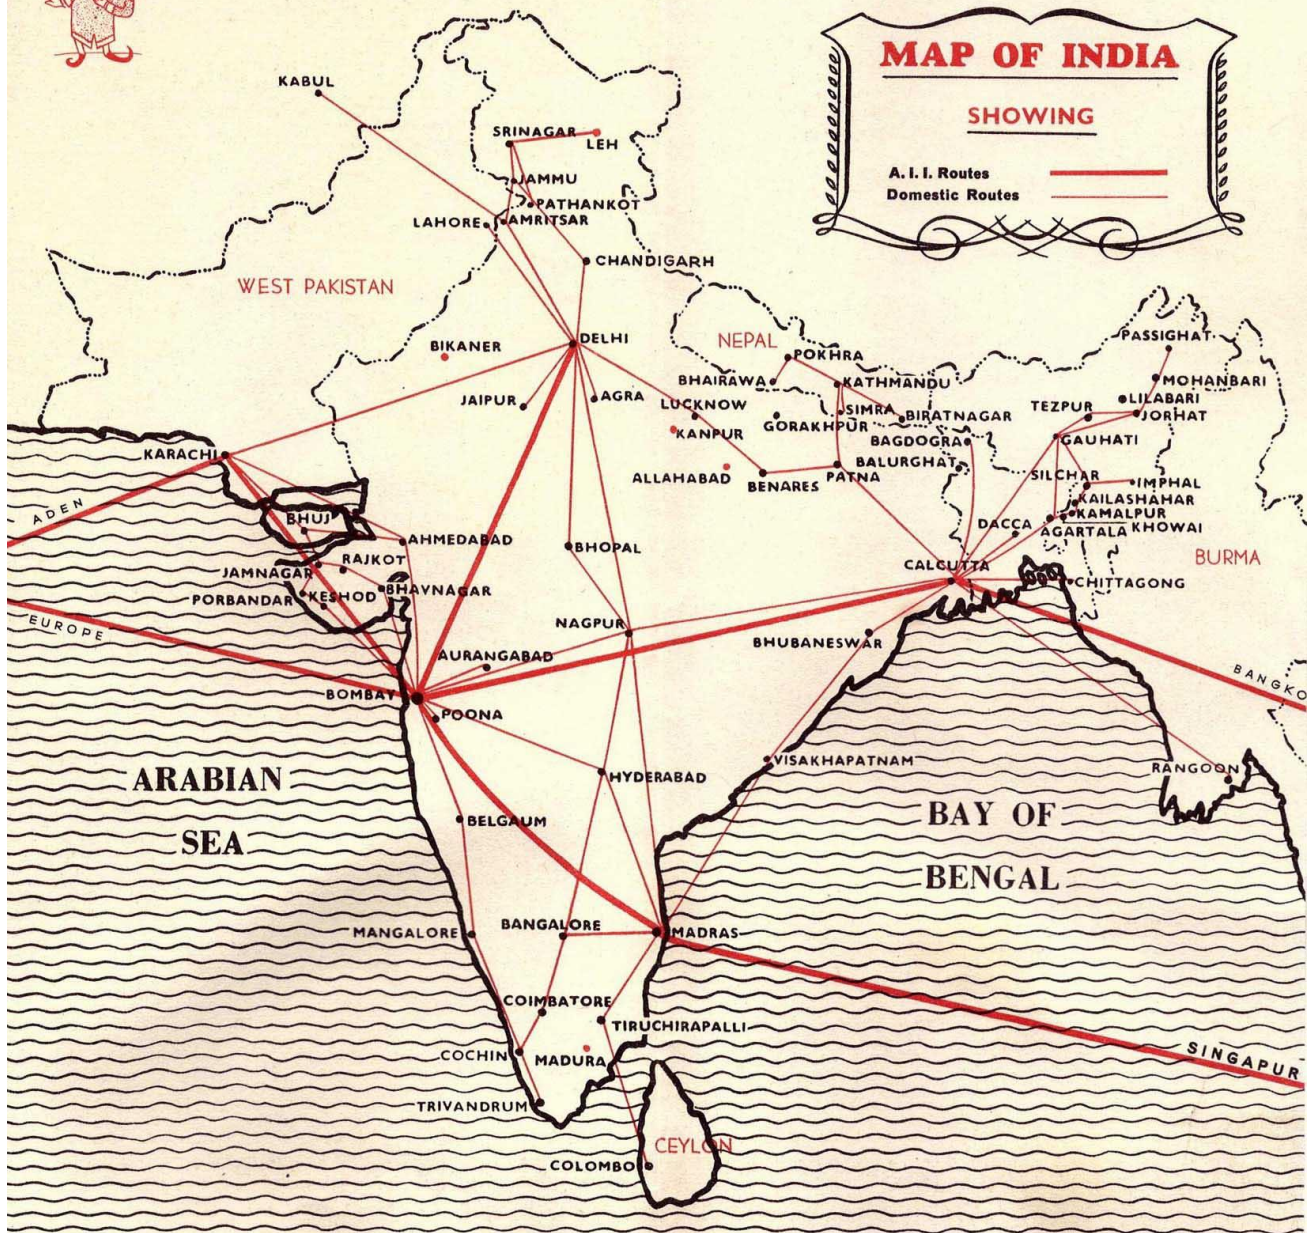 MAP OF INDIA
SHOWING
A. I. I. Routes
Domestic Routes
KABUL
SRINAGAR
LEH
JAMMU
PATHANKOT
LAHORE
AMRITSAR
CHANDIGARH
WEST PAKISTAN
DELHI
NEPAL
PASSIGHAT
BIKANER
POKHRA
BHAIRAWA
KATHMANDU
MOHANBARI
JAIPUR
AGRA
LUCKNOW
SIMRA
BIRATNAGAR
TEZPUR
LILABARI
JORHAT
KANPUR
GORAKHPUR
BAGDOGRA
GAUHATI
KARACHI
ALLAHABAD
BENARES
PATNA
BALURGHAT
SILCHAR
IMPHAL
KAILASHAHAR
KAMALPUR
ADEN
BHUJ
AHMEDABAD
DACCA
AGARTALA
KHOWAI
BHOPAL
BURMA
RAJKOT
JAMNAGAR
CALCUTTA
CHITTAGONG
PORBANDAR
KESHOD
BHAVNAGAR
EUROPE
NAGPUR
BHUBANESWAR
AURANGABAD
BANGKO
BOMBAY
POONA
HYDERABAD
VISAKHAPATNAM
RANGOON
ARABIAN
SEA
BELGAUM
BAY OF
BENGAL
MANGALORE
BANGALORE
MADRAS
COIMBATORE
TIRUCHIRAPALLI
COCHIN
MADURA
SINGAPUR
TRIVANDRUM
CEYLON
COLOMBO